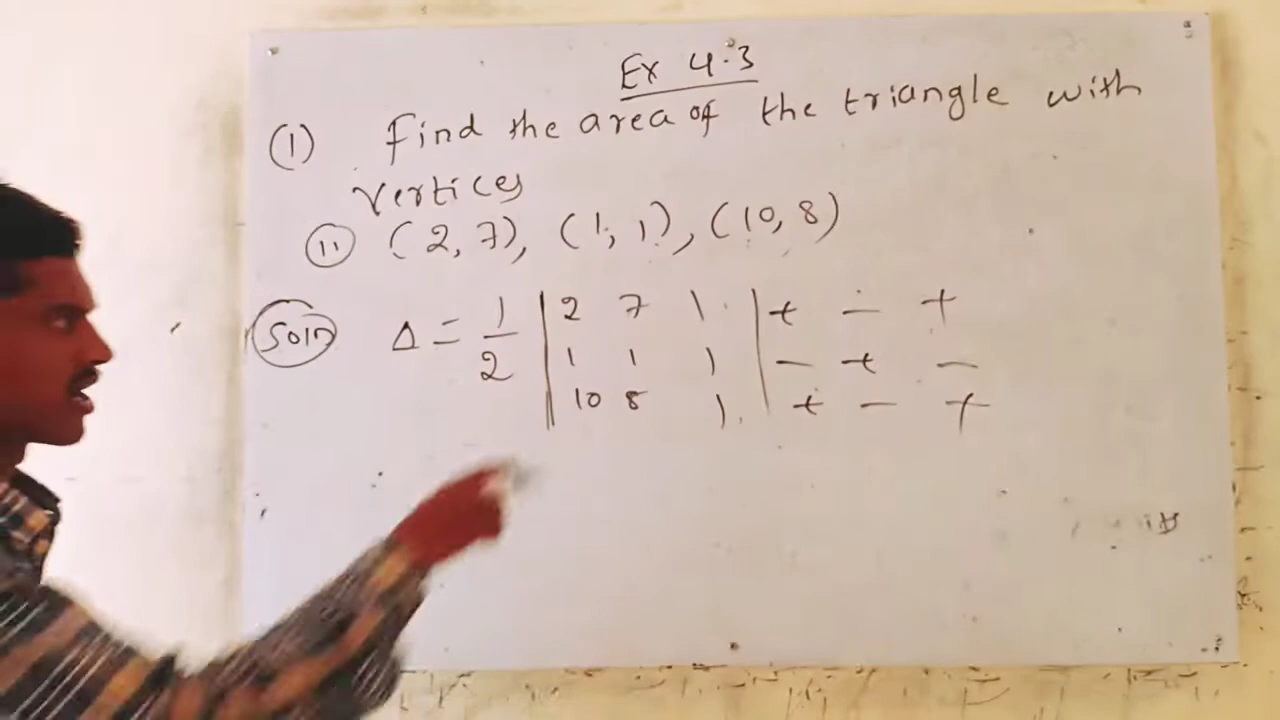 Ex 4.3
(1) Find the area of the triangle with
vertices
(11) (2,7), (1,1), (10,8)
Soln Δ = 1/2 | 2 7 1 | + - +
| 1 1 1 | - + -
| 10 8 1 | + - +